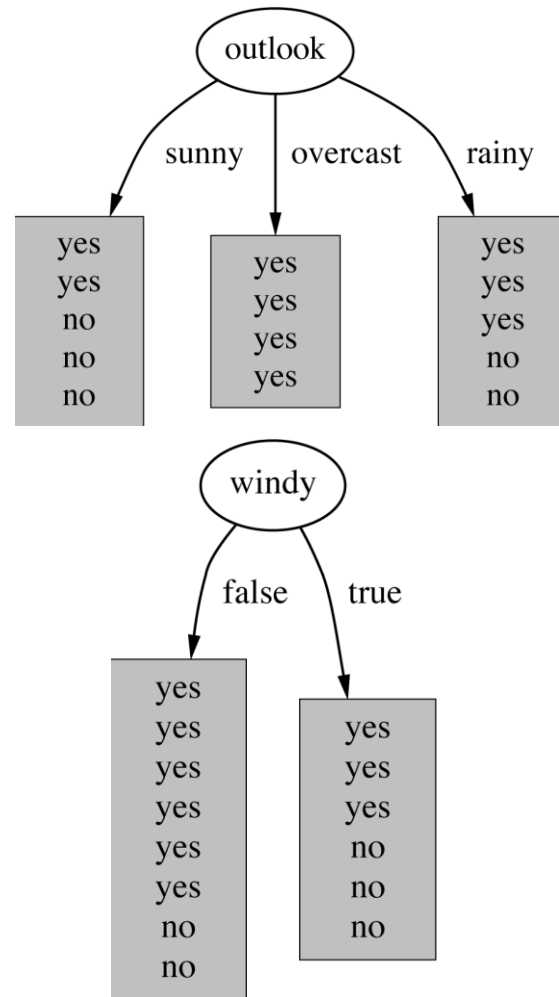 outlook
sunny overcast rainy
yes yes yes
yes yes yes
no yes yes
no yes no
no no
windy
false true
yes
yes yes
yes yes
yes yes
yes no
yes no
no no
no